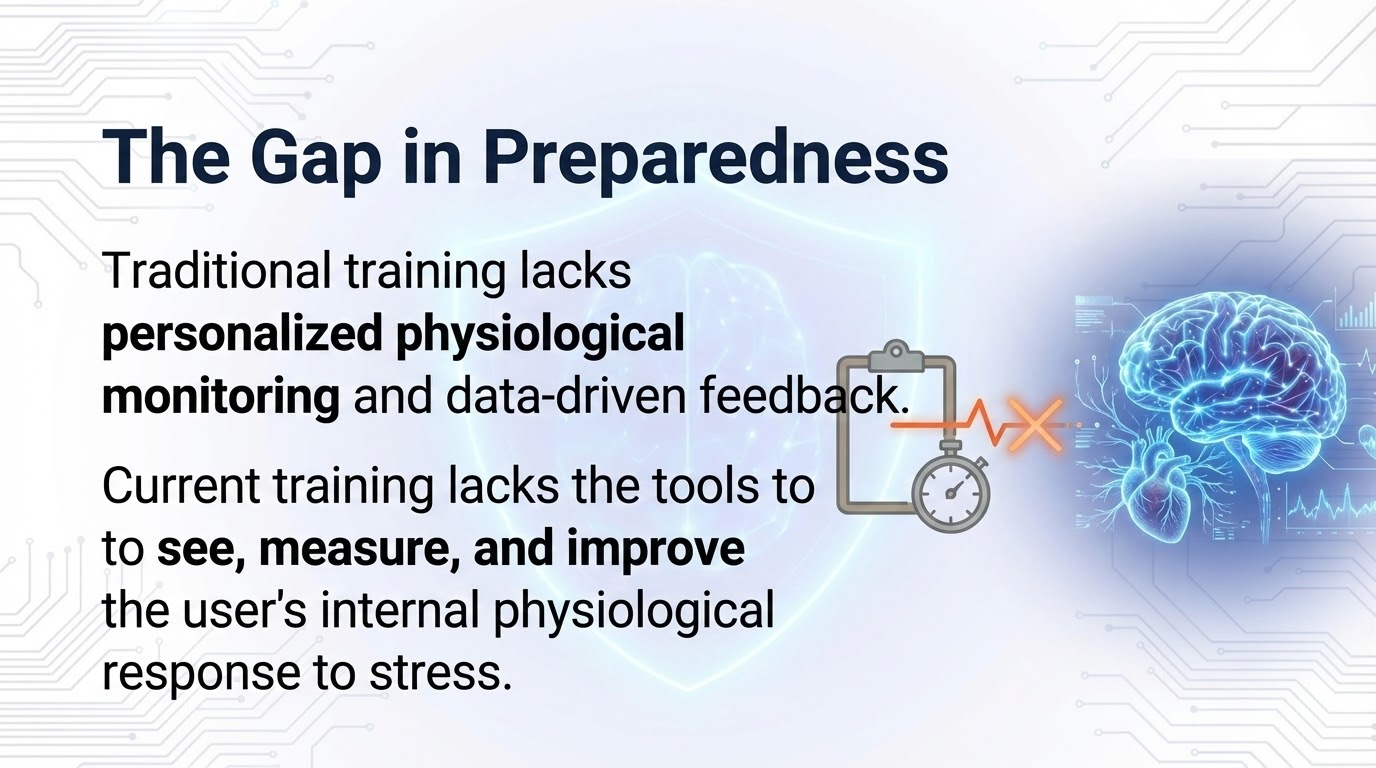 The Gap in Preparedness
Traditional training lacks
personalized physiological
monitoring and data-driven feedback.
Current training lacks the tools to
to see, measure, and improve
the user's internal physiological
response to stress.